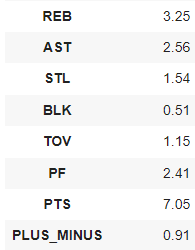 REB 3.25
AST 2.56
STL 1.54
BLK 0.51
TOV 1.15
PF 2.41
PTS 7.05
PLUS_MINUS 0.91